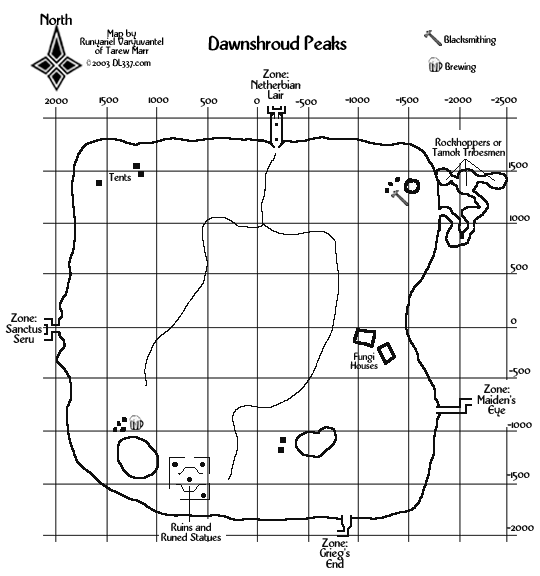 North
Map by
Runyariel Varyuvantel
of Tarew Marr
©2003 DL337.com
Dawnshroud Peaks
Blacksmithing
Brewing
Zone:
Netherbian
Lair
2000 1500 1000 500 0 -500 -1000 -1500 -2000 -2500
Rockhoppers or
Tamok Tribesmen
1500
Tents
1000
500
Zone:
Sanctus
Seru
0
Fungi
Houses
-500
Zone:
Maiden's
Eye
-1000
-1500
Ruins and
Runed Statues
-2000
Zone:
Grieg's
End